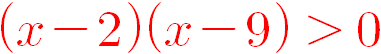 (x − 2)(x − 9) > 0